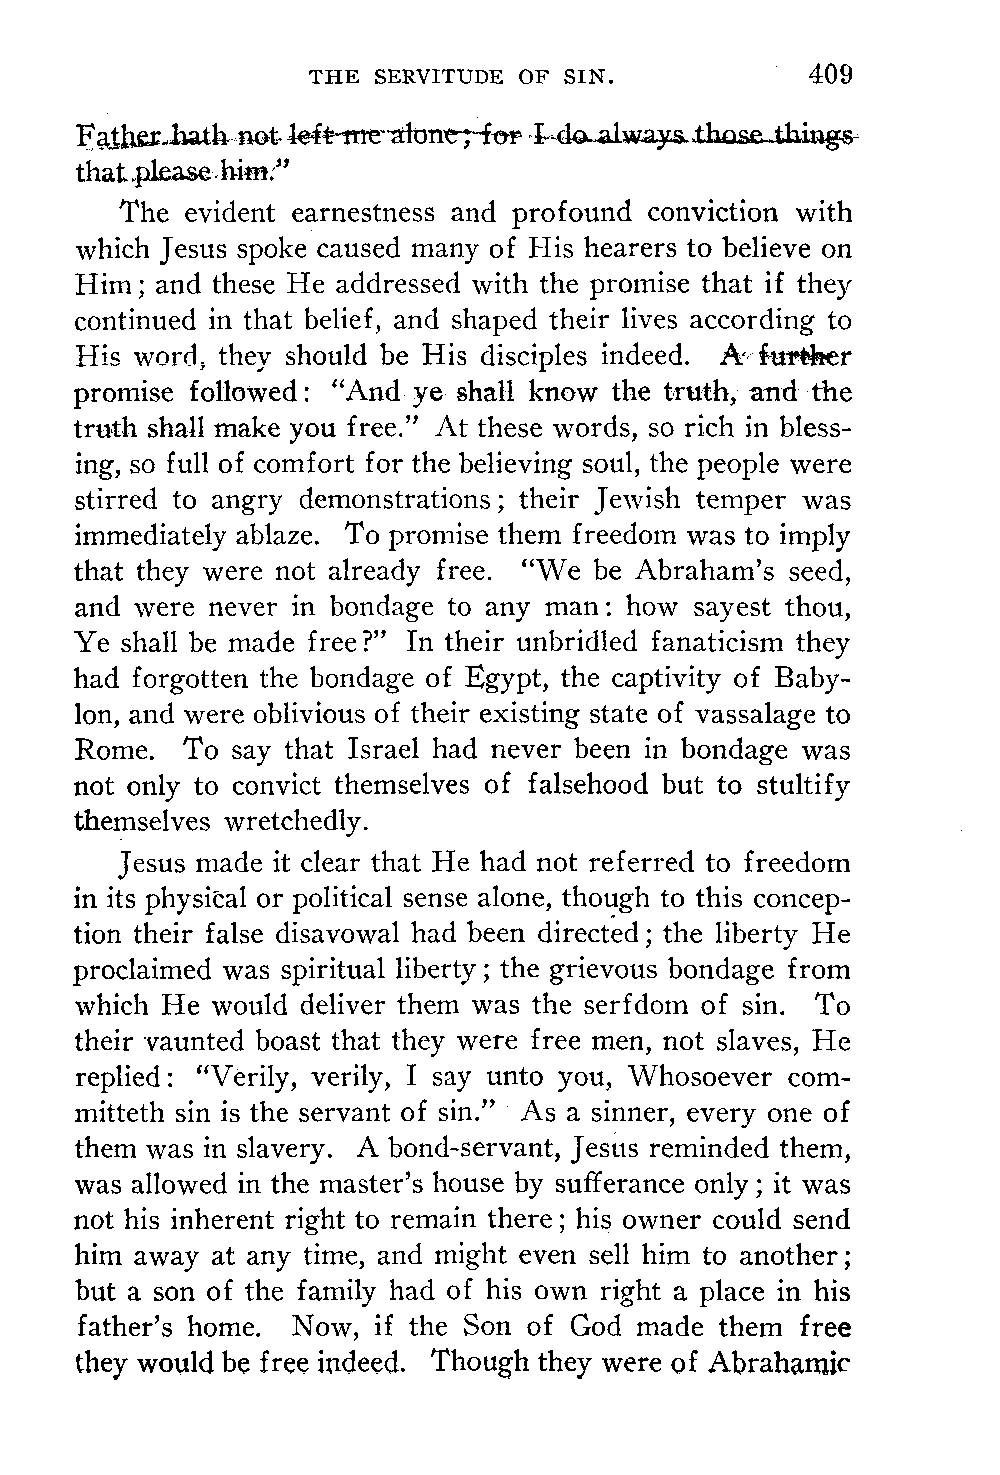 THE SERVITUDE OF SIN. 409
Father hath not left me alone; for I do always those things
that please him."
The evident earnestness and profound conviction with
which Jesus spoke caused many of His hearers to believe on
Him; and these He addressed with the promise that if they
continued in that belief, and shaped their lives according to
His word, they should be His disciples indeed. A further
promise followed: "And ye shall know the truth, and the
truth shall make you free." At these words, so rich in bless-
ing, so full of comfort for the believing soul, the people were
stirred to angry demonstrations; their Jewish temper was
immediately ablaze. To promise them freedom was to imply
that they were not already free. "We be Abraham's seed,
and were never in bondage to any man: how sayest thou,
Ye shall be made free?" In their unbridled fanaticism they
had forgotten the bondage of Egypt, the captivity of Baby-
lon, and were oblivious of their existing state of vassalage to
Rome. To say that Israel had never been in bondage was
not only to convict themselves of falsehood but to stultify
themselves wretchedly.
Jesus made it clear that He had not referred to freedom
in its physical or political sense alone, though to this concep-
tion their false disavowal had been directed; the liberty He
proclaimed was spiritual liberty; the grievous bondage from
which He would deliver them was the serfdom of sin. To
their vaunted boast that they were free men, not slaves, He
replied: "Verily, verily, I say unto you, Whosoever com-
mitteth sin is the servant of sin." As a sinner, every one of
them was in slavery. A bond-servant, Jesus reminded them,
was allowed in the master's house by sufferance only; it was
not his inherent right to remain there; his owner could send
him away at any time, and might even sell him to another;
but a son of the family had of his own right a place in his
father's home. Now, if the Son of God made them free
they would be free indeed. Though they were of Abrahamic